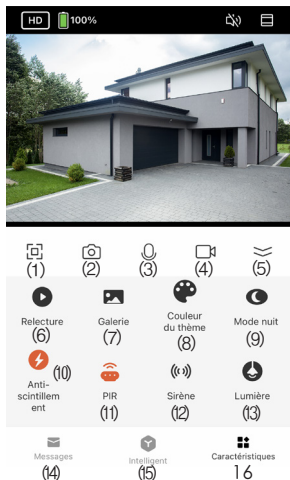 HD 100%
(1) (2) (3) (4) (5)
Relecture Galerie Couleur du thème Mode nuit
(6) (7) (8) (9)
(10)
Anti-scintillem
ent PIR Sirène Lumière
(11) (12) (13)
Messages Intelligent Caractéristiques
(14) (15) 16